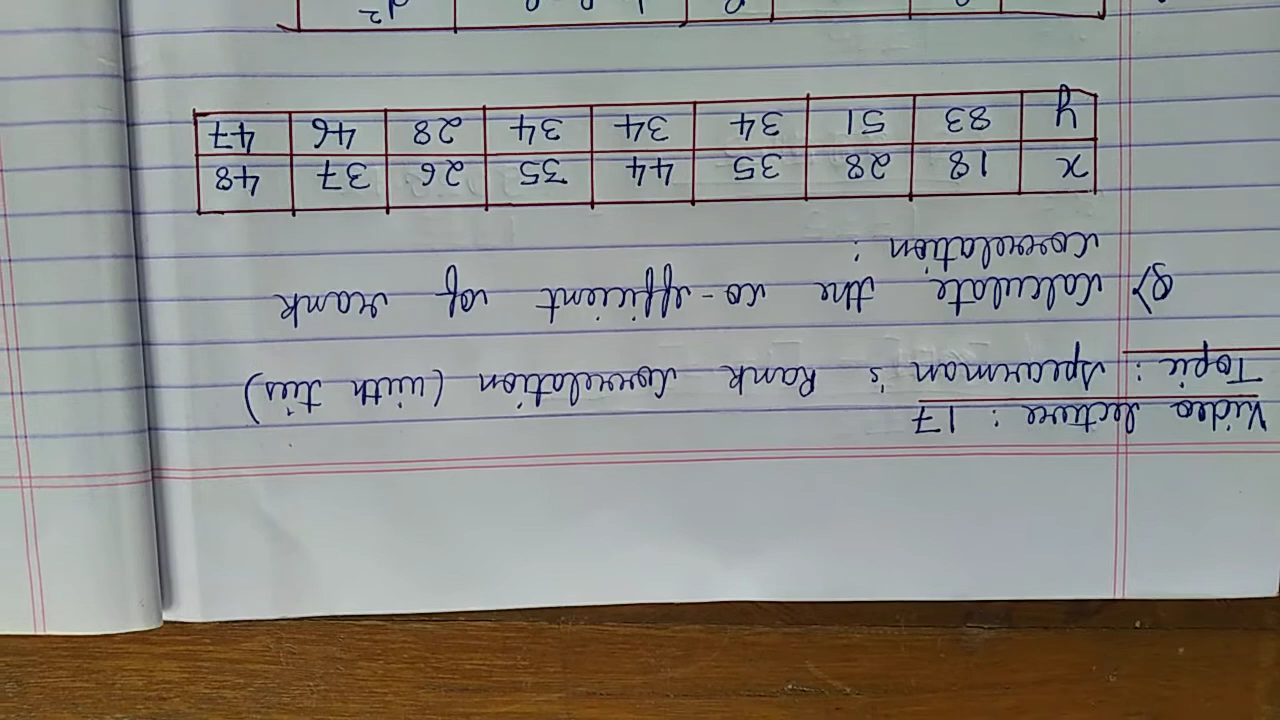 Video lecture : 17
Topic : Spearman's Rank Correlation (with ties)
Q) Calculate the co-efficient of rank
correlation :
x 18 28 35 44 35 26 37 48
y 83 51 34 34 34 28 46 47
d²